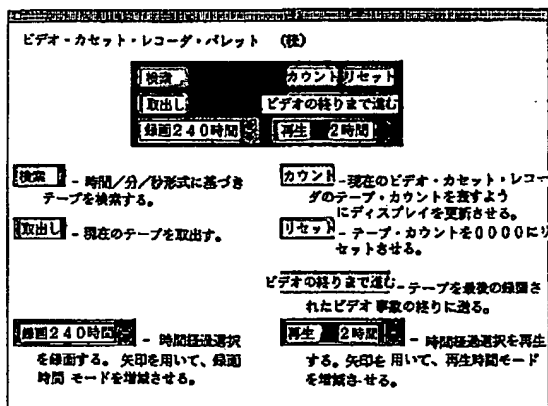 ビデオ・カセット・レコーダ・パレット (続)
検索 カウント リセット
取出し ビデオの終りまで進む
録画240時間 再生 2時間
検索 - 時間/分/秒形式に基づき
テープを検索する。
取出し - 現在のテープを取出す。
カウント - 現在のビデオ・カセット・レコー
ダのテープ・カウントを表すよう
にディスプレイを更新させる。
リセット - テープ・カウントを0000にリ
セットさせる。
ビデオの終りまで進む - テープを最後の録画さ
れたビデオ事数の終りに送る。
録画240時間 - 時間経過選択
を録画する。矢印を用いて、録画
時間 モードを増減させる。
再生 2時間 - 時間経過選択を再生
する。矢印を 用いて、再生時間モード
を増減させる。